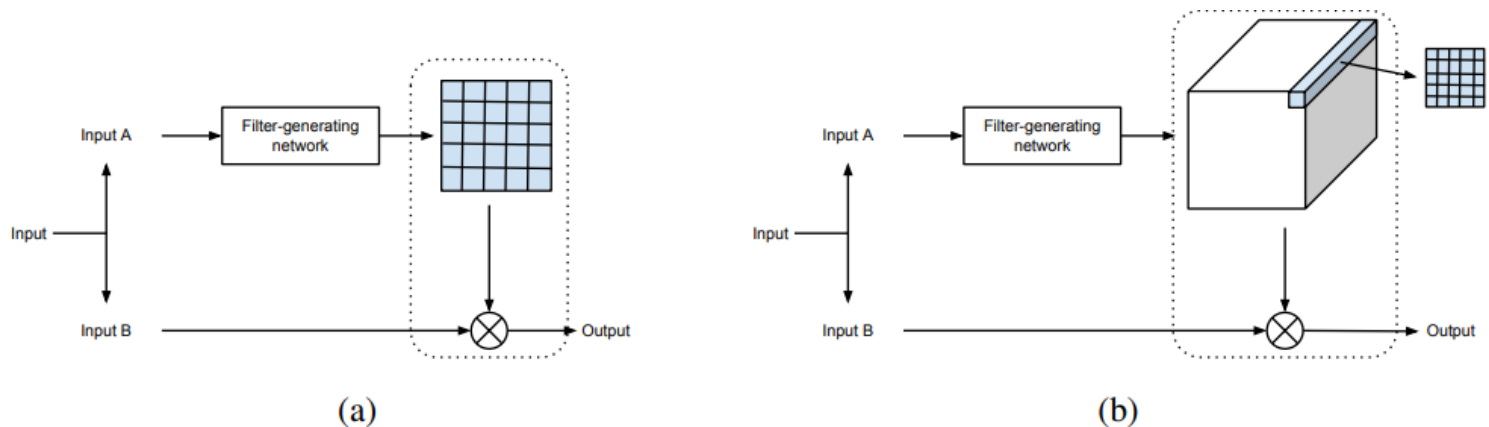 Input A
Filter-generating
network
Input
Input B
Output
(a)
Input A
Filter-generating
network
Input
Input B
Output
(b)